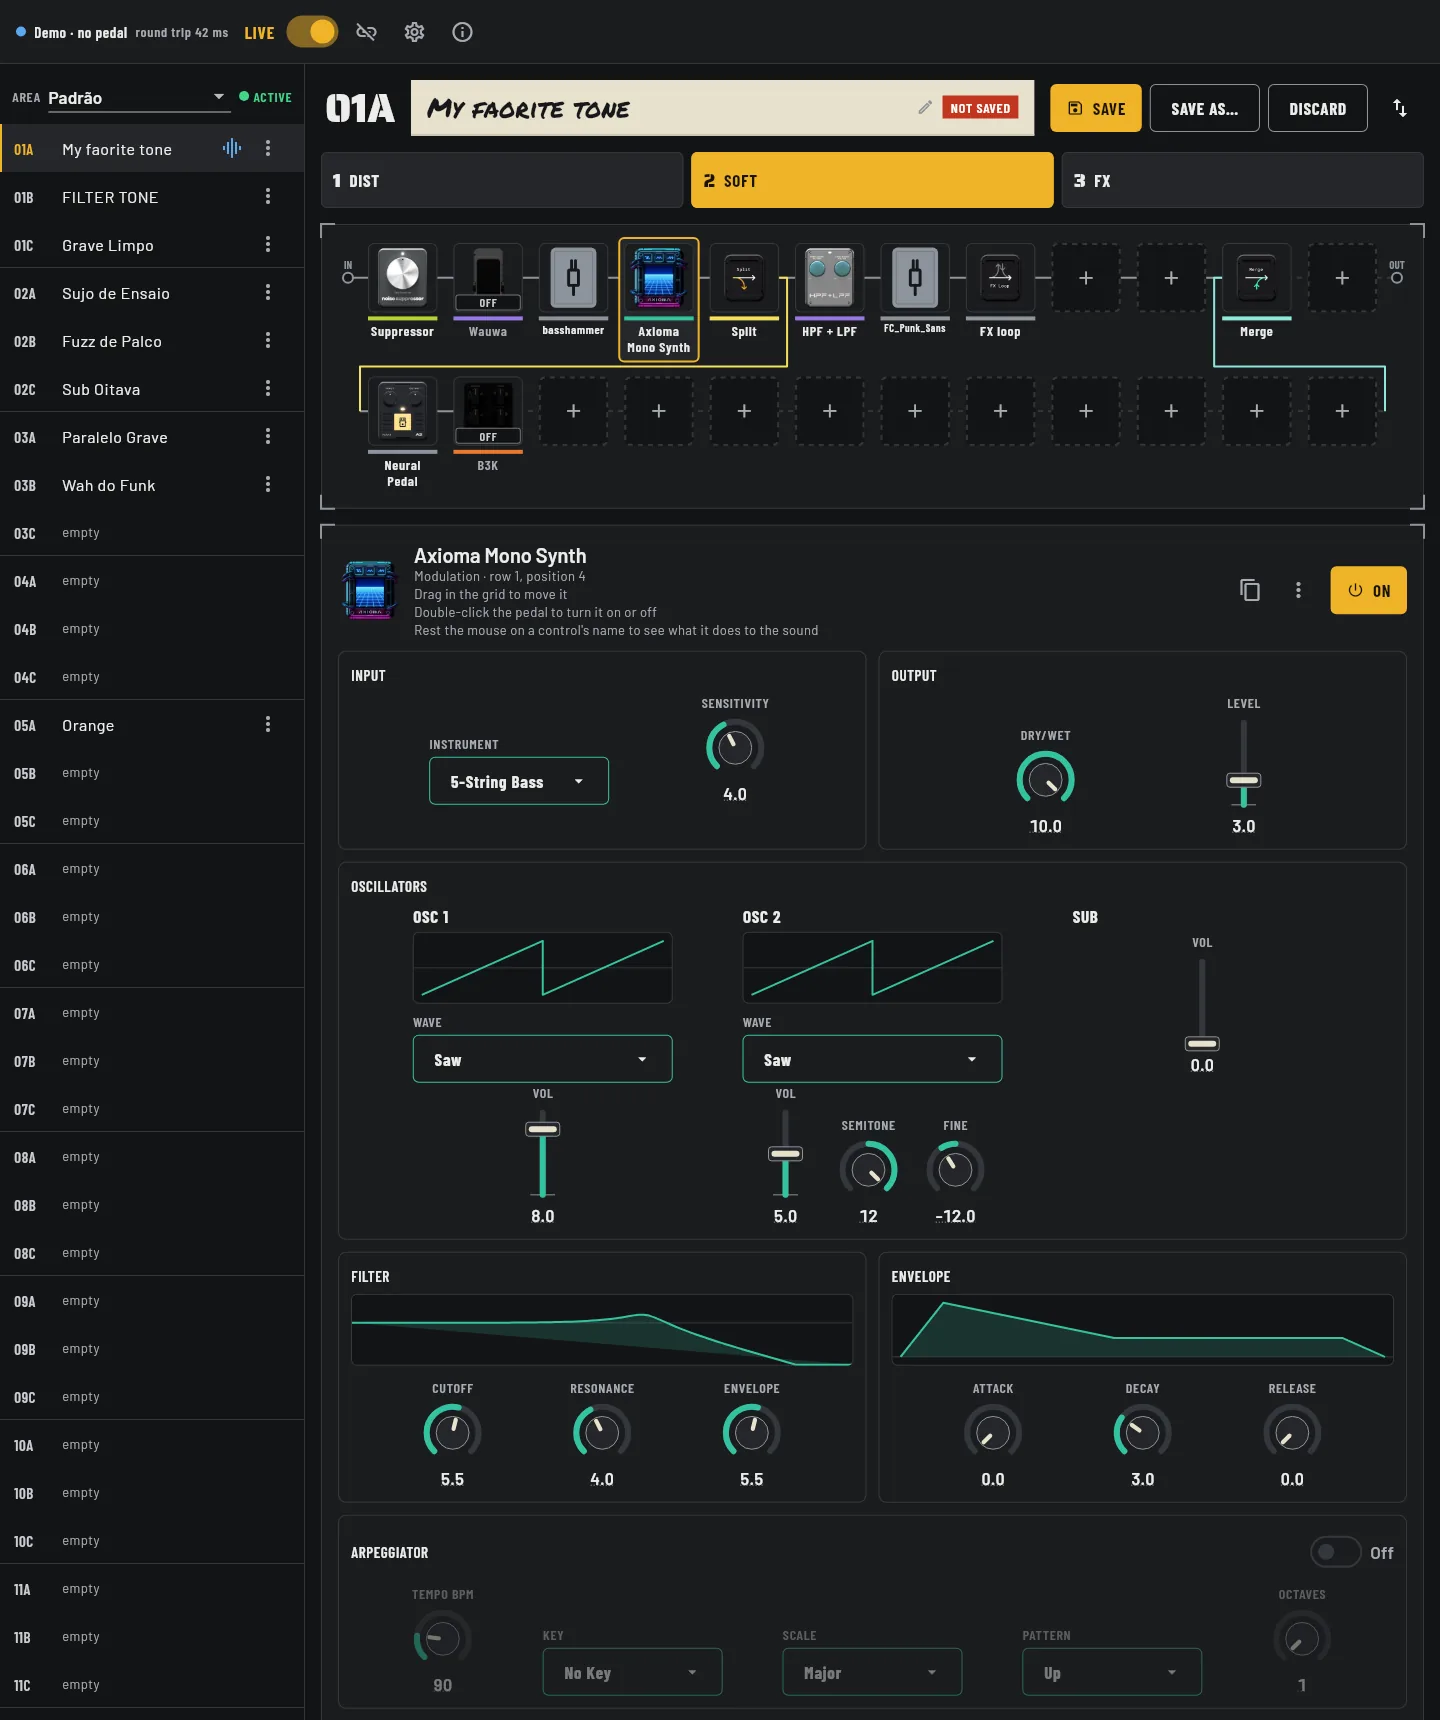 Demo · no pedal round trip 42 ms LIVE
AREA Padrão ACTIVE
01A My faorite tone
01B FILTER TONE
01C Grave Limpo
02A Sujo de Ensaio
02B Fuzz de Palco
02C Sub Oitava
03A Paralelo Grave
03B Wah do Funk
03C empty
04A empty
04B empty
04C empty
05A Orange
05B empty
05C empty
06A empty
06B empty
06C empty
07A empty
07B empty
07C empty
08A empty
08B empty
08C empty
09A empty
09B empty
09C empty
10A empty
10B empty
10C empty
11A empty
11B empty
11C empty
01A My faorite tone NOT SAVED SAVE SAVE AS... DISCARD
1 DIST 2 SOFT 3 FX
IN OUT
Split FX Loop Merge
noise suppressor OFF AXIOMA HPF+LPF
Suppressor Wauwa basshammer Axioma Mono Synth Split HPF + LPF FC_Punk_Sans FX loop Merge
OFF
Neural Pedal B3K
Axioma Mono Synth
Modulation · row 1, position 4
Drag in the grid to move it
Double-click the pedal to turn it on or off
Rest the mouse on a control's name to see what it does to the sound
ON
INPUT
INSTRUMENT SENSITIVITY
5-String Bass 4.0
OUTPUT
DRY/WET LEVEL
10.0 3.0
OSCILLATORS
OSC 1 OSC 2 SUB
VOL
WAVE WAVE
Saw Saw 0.0
VOL VOL SEMITONE FINE
8.0 5.0 12 -12.0
FILTER
CUTOFF RESONANCE ENVELOPE
5.5 4.0 5.5
ENVELOPE
ATTACK DECAY RELEASE
0.0 3.0 0.0
ARPEGGIATOR Off
TEMPO BPM KEY SCALE PATTERN OCTAVES
90 No Key Major Up 1